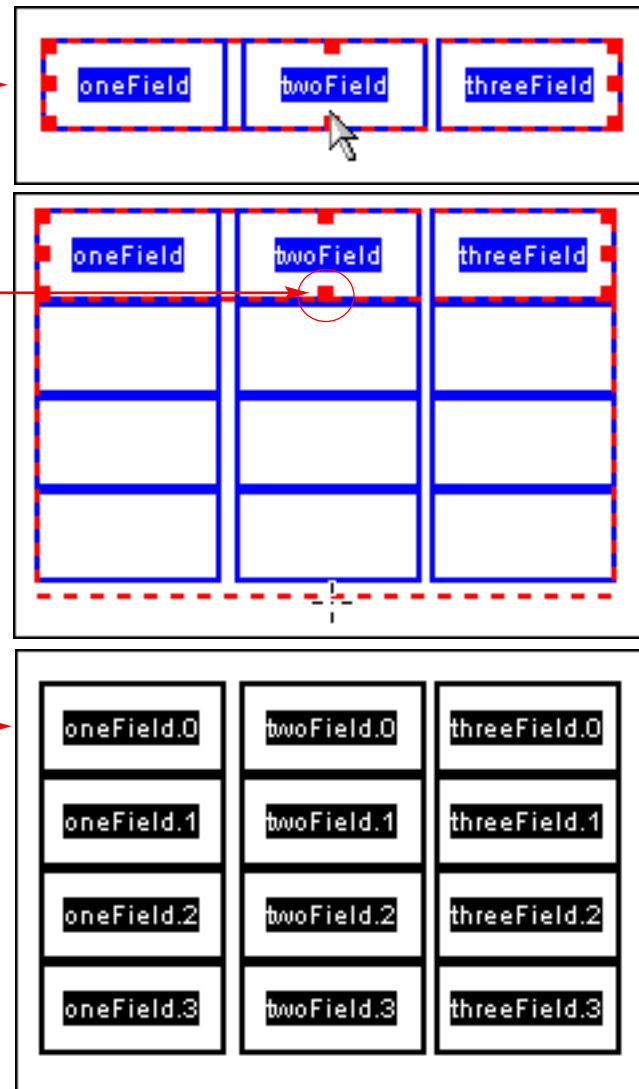 oneField twoField threeField
oneField twoField threeField
oneField.0 twoField.0 threeField.0
oneField.1 twoField.1 threeField.1
oneField.2 twoField.2 threeField.2
oneField.3 twoField.3 threeField.3